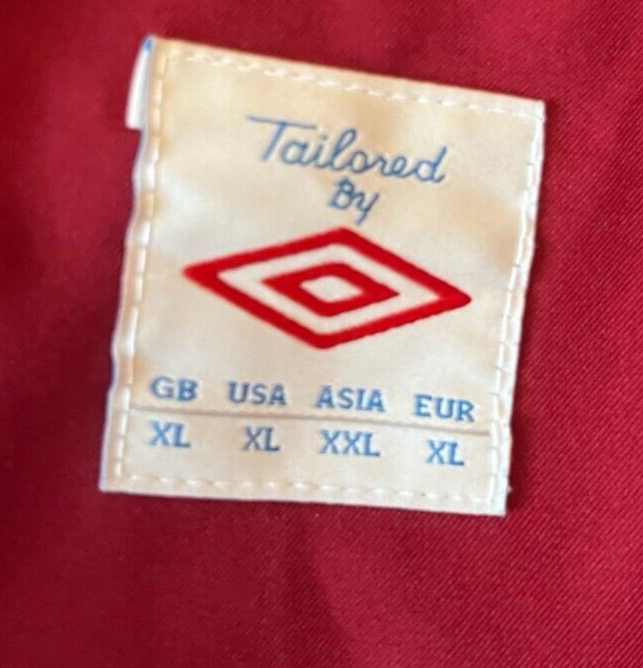 Tailored
By
GB USA ASIA EUR
XL XL XXL XL